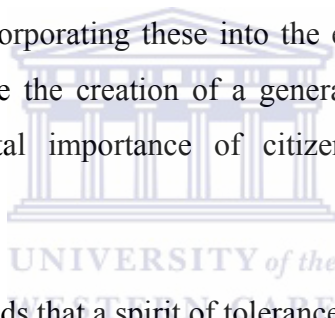 orporating these into the
e the creation of a genera
tal importance of citize
UNIVERSITY of the
ds that a spirit of tolerance
WESTERN CAPE